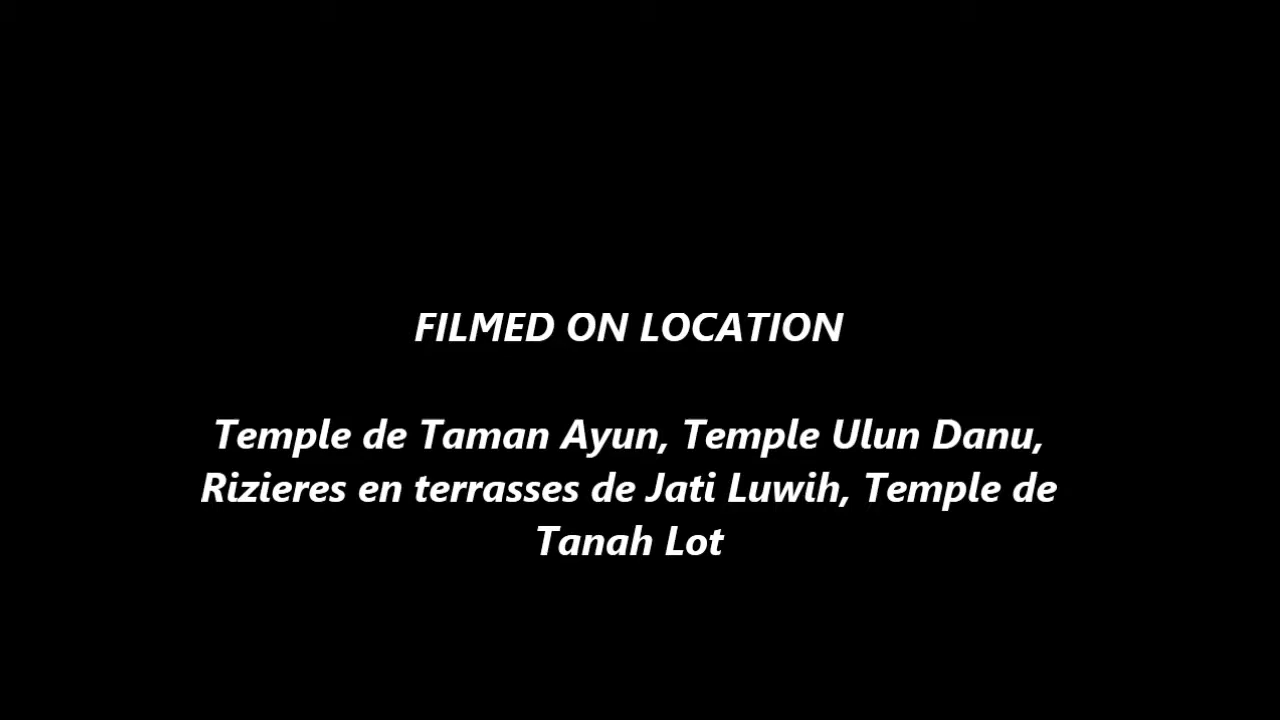 FILMED ON LOCATION
Temple de Taman Ayun, Temple Ulun Danu,
Rizieres en terrasses de Jati Luwih, Temple de
Tanah Lot